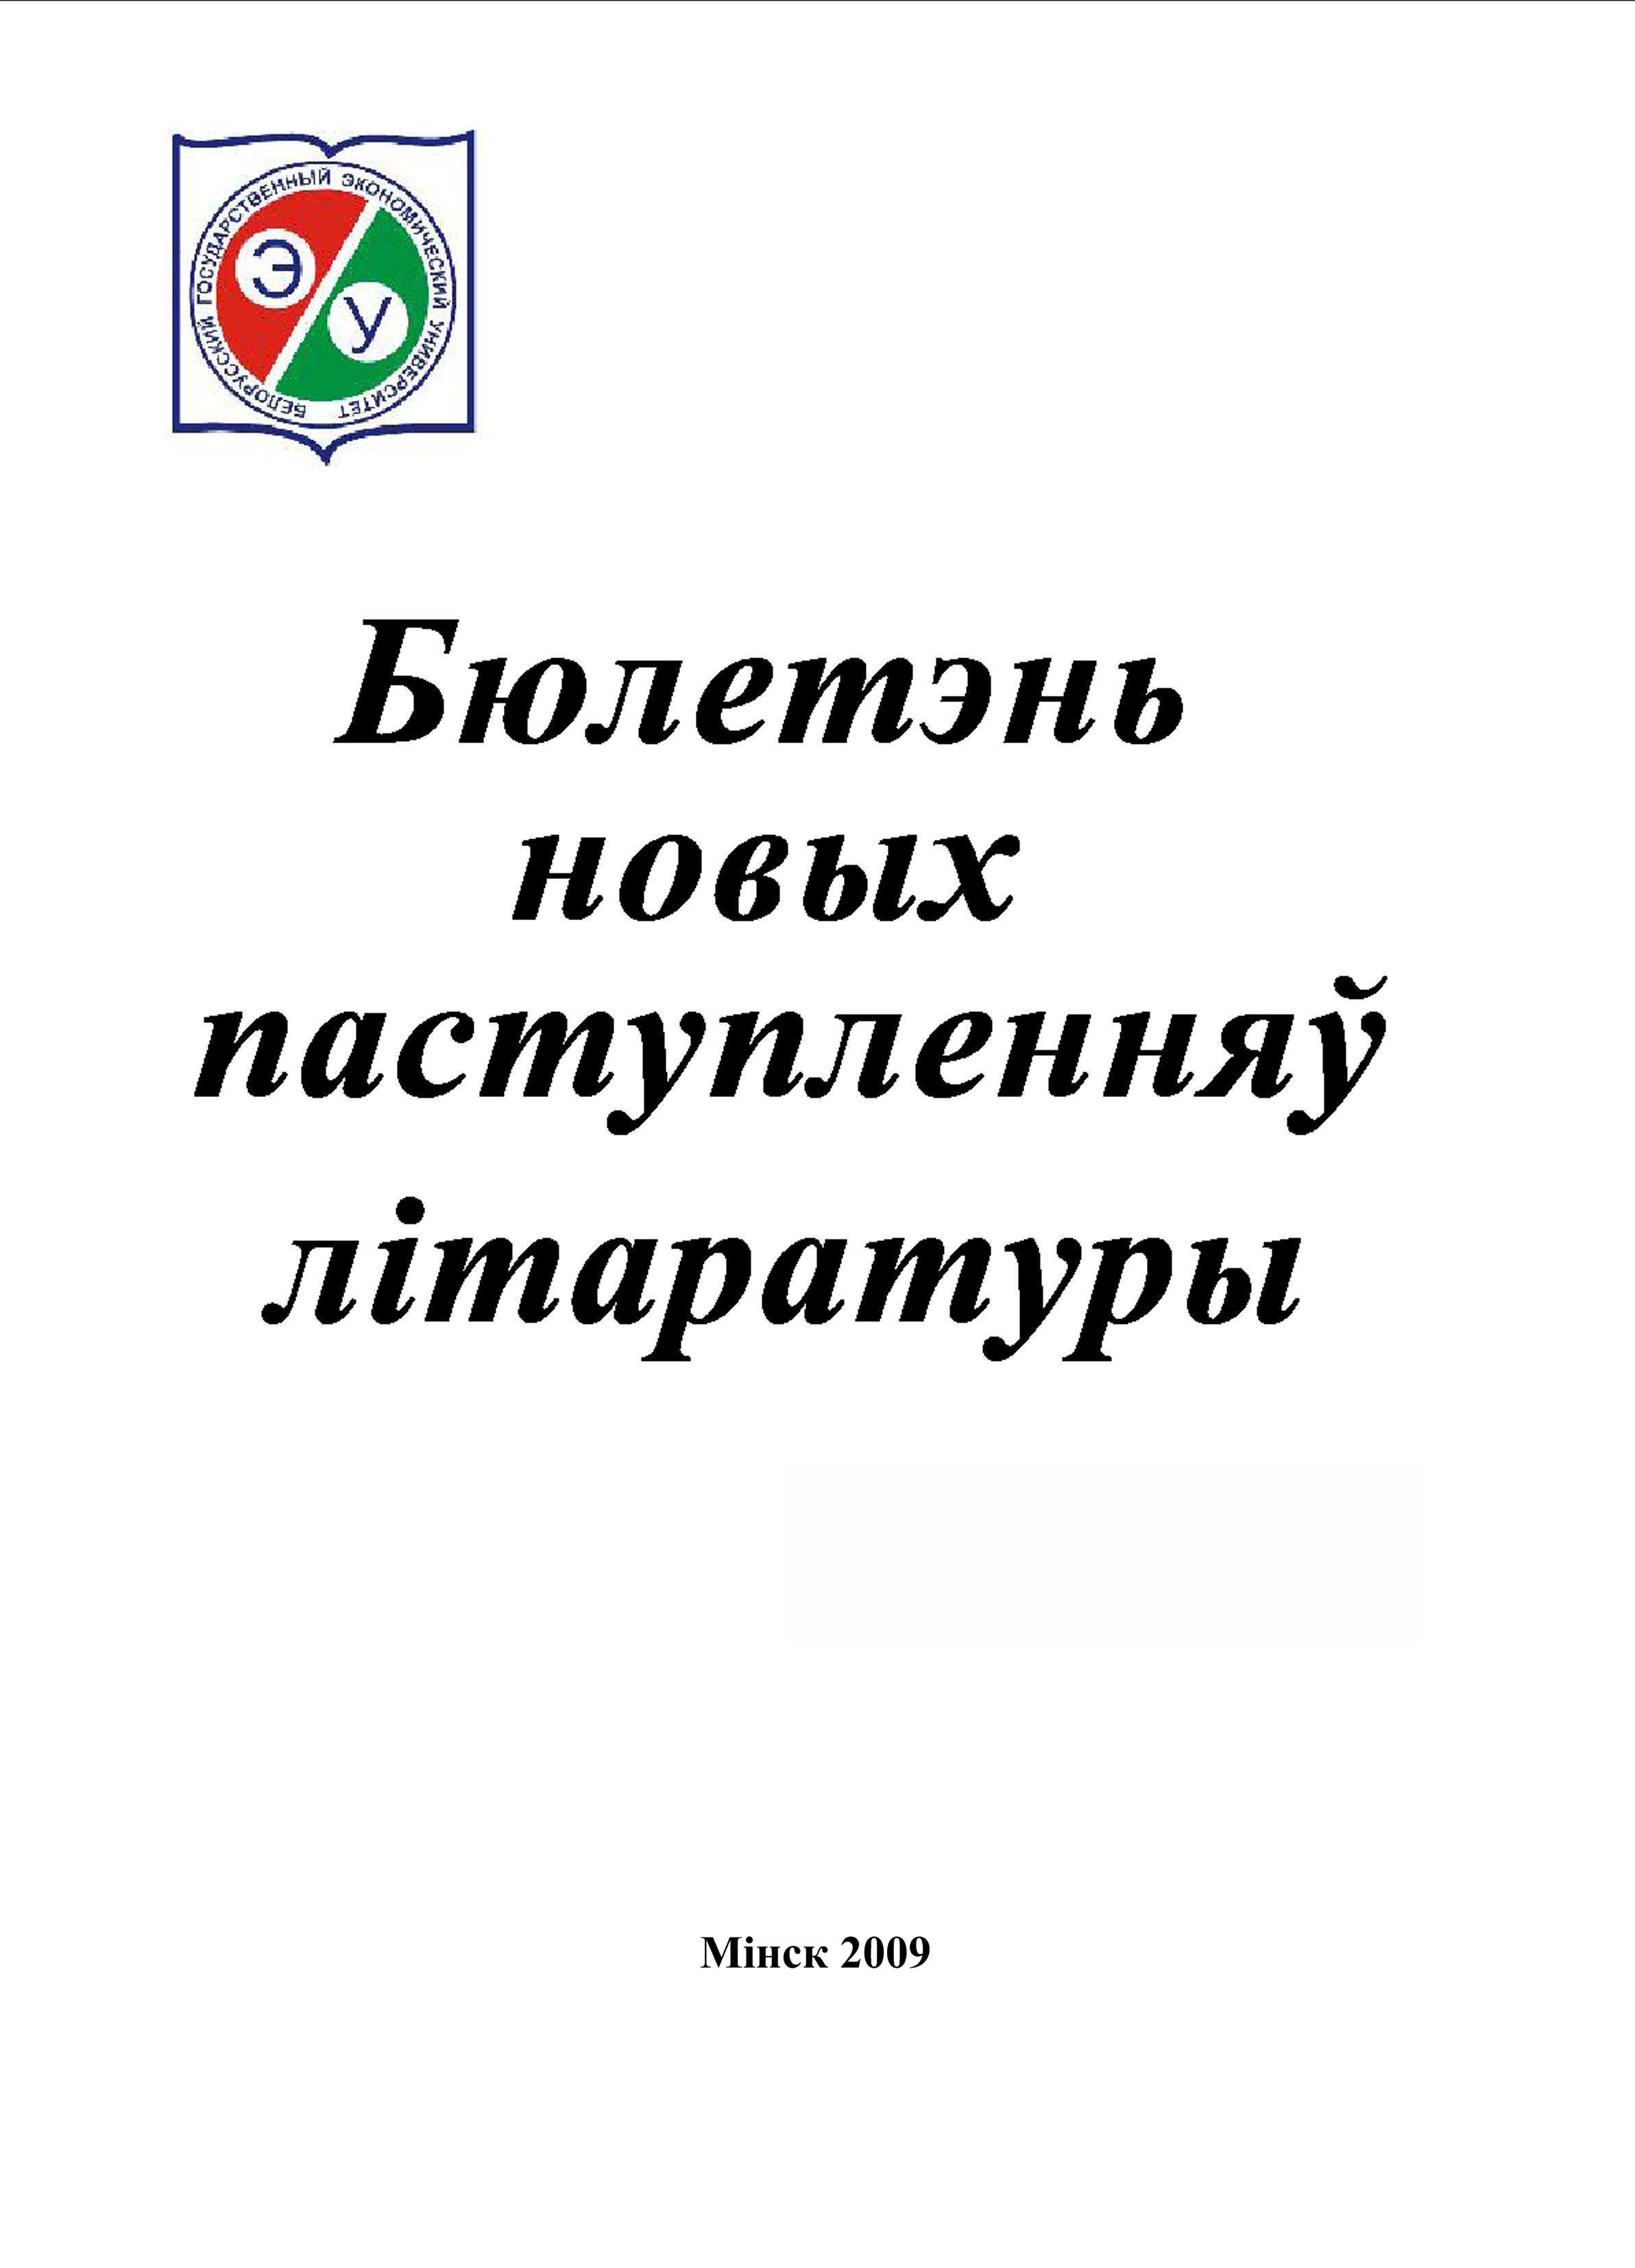 БЕЛОРУССКИЙ ГОСУДАРСТВЕННЫЙ ЭКОНОМИЧЕСКИЙ УНИВЕРСИТЕТ
Э
У
Бюлетэнь
новых
паступленняў
літаратуры
Мінск 2009